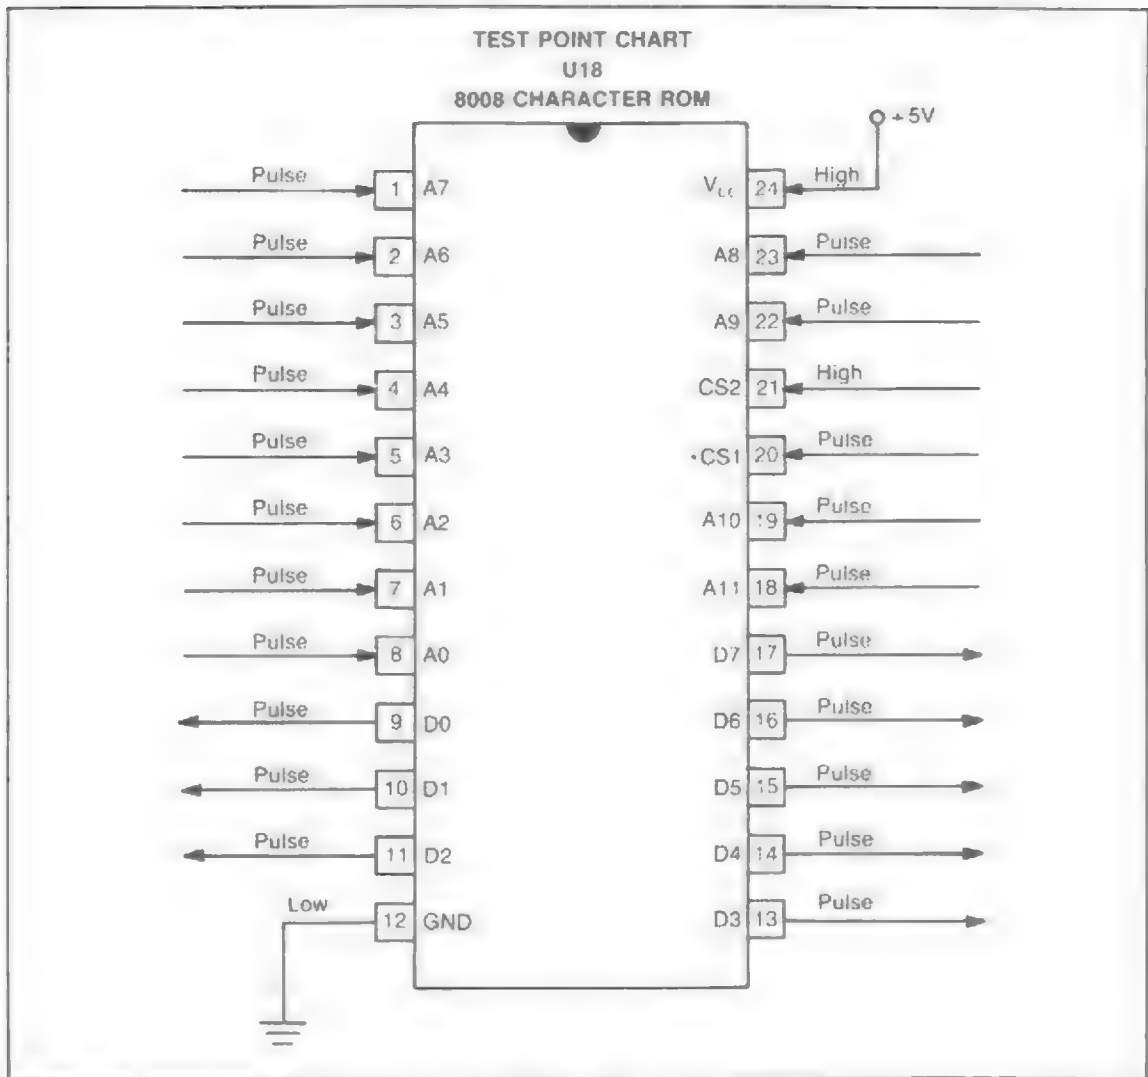 TEST POINT CHART
U18
8008 CHARACTER ROM
+5V
Pulse 1 A7
Pulse 2 A6
Pulse 3 A5
Pulse 4 A4
Pulse 5 A3
Pulse 6 A2
Pulse 7 A1
Pulse 8 A0
Pulse 9 D0
Pulse 10 D1
Pulse 11 D2
Low 12 GND
Vcc 24 High
A8 23 Pulse
A9 22 Pulse
CS2 21 High
•CS1 20 Pulse
A10 19 Pulse
A11 18 Pulse
D7 17 Pulse
D6 16 Pulse
D5 15 Pulse
D4 14 Pulse
D3 13 Pulse